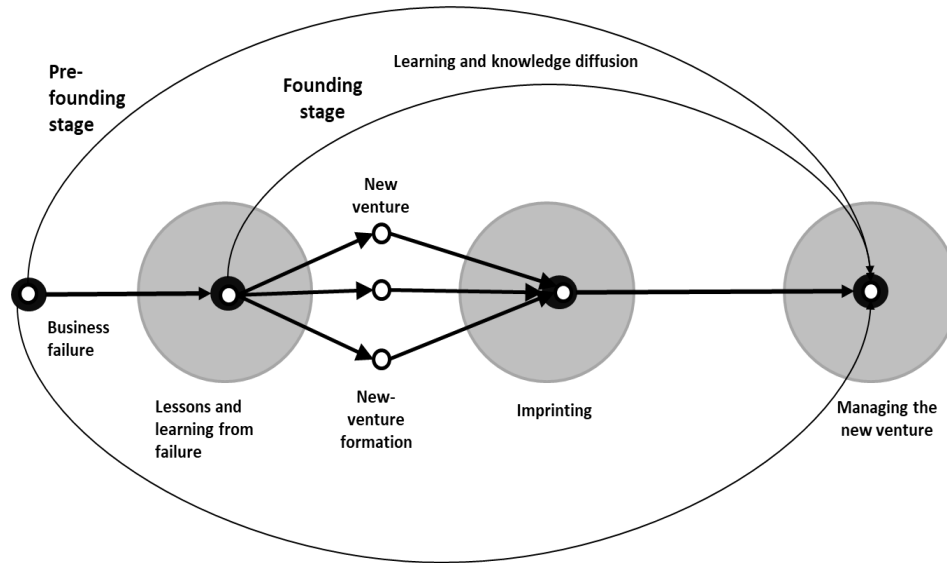 Pre-
founding
stage
Learning and knowledge diffusion
Founding
stage
New
venture
Business
failure
Lessons and
learning from
failure
New-
venture
formation
Imprinting
Managing the
new venture